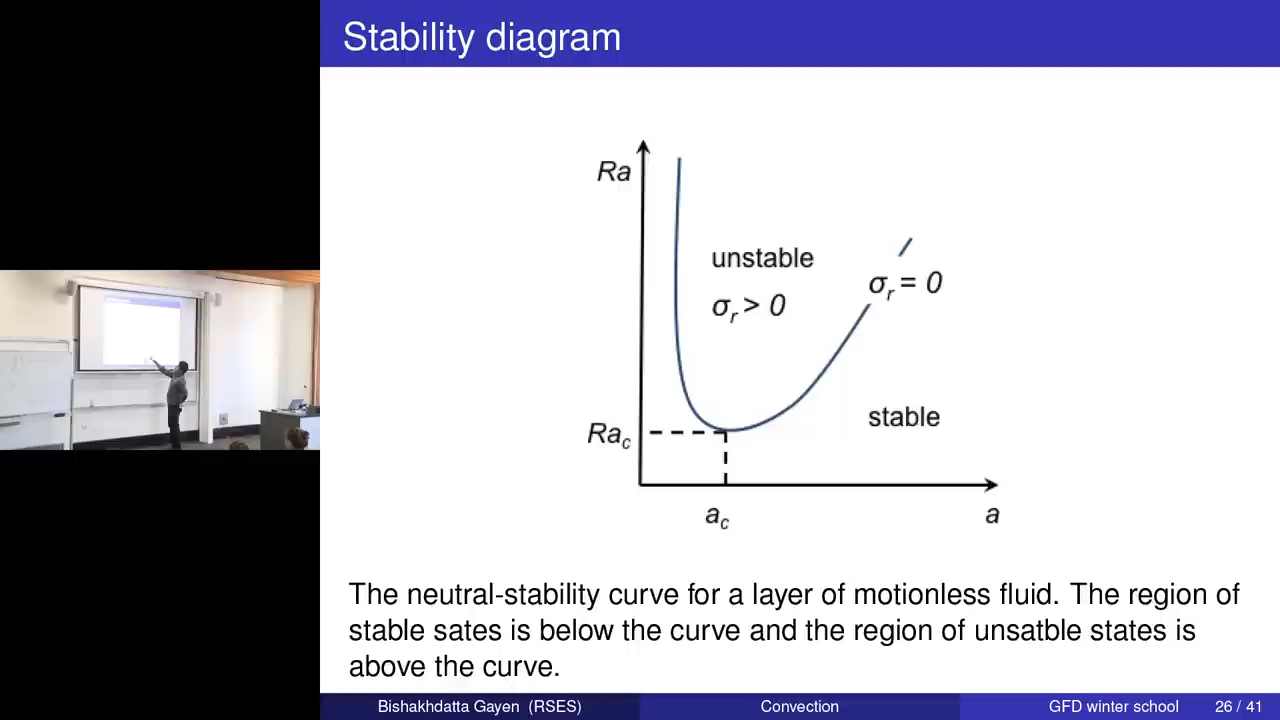 Stability diagram
Ra
unstable
σr > 0
σr = 0
stable
Rac
ac
a
The neutral-stability curve for a layer of motionless fluid. The region of
stable sates is below the curve and the region of unsatble states is
above the curve.
Bishakhdatta Gayen (RSES) Convection GFD winter school 26 / 41